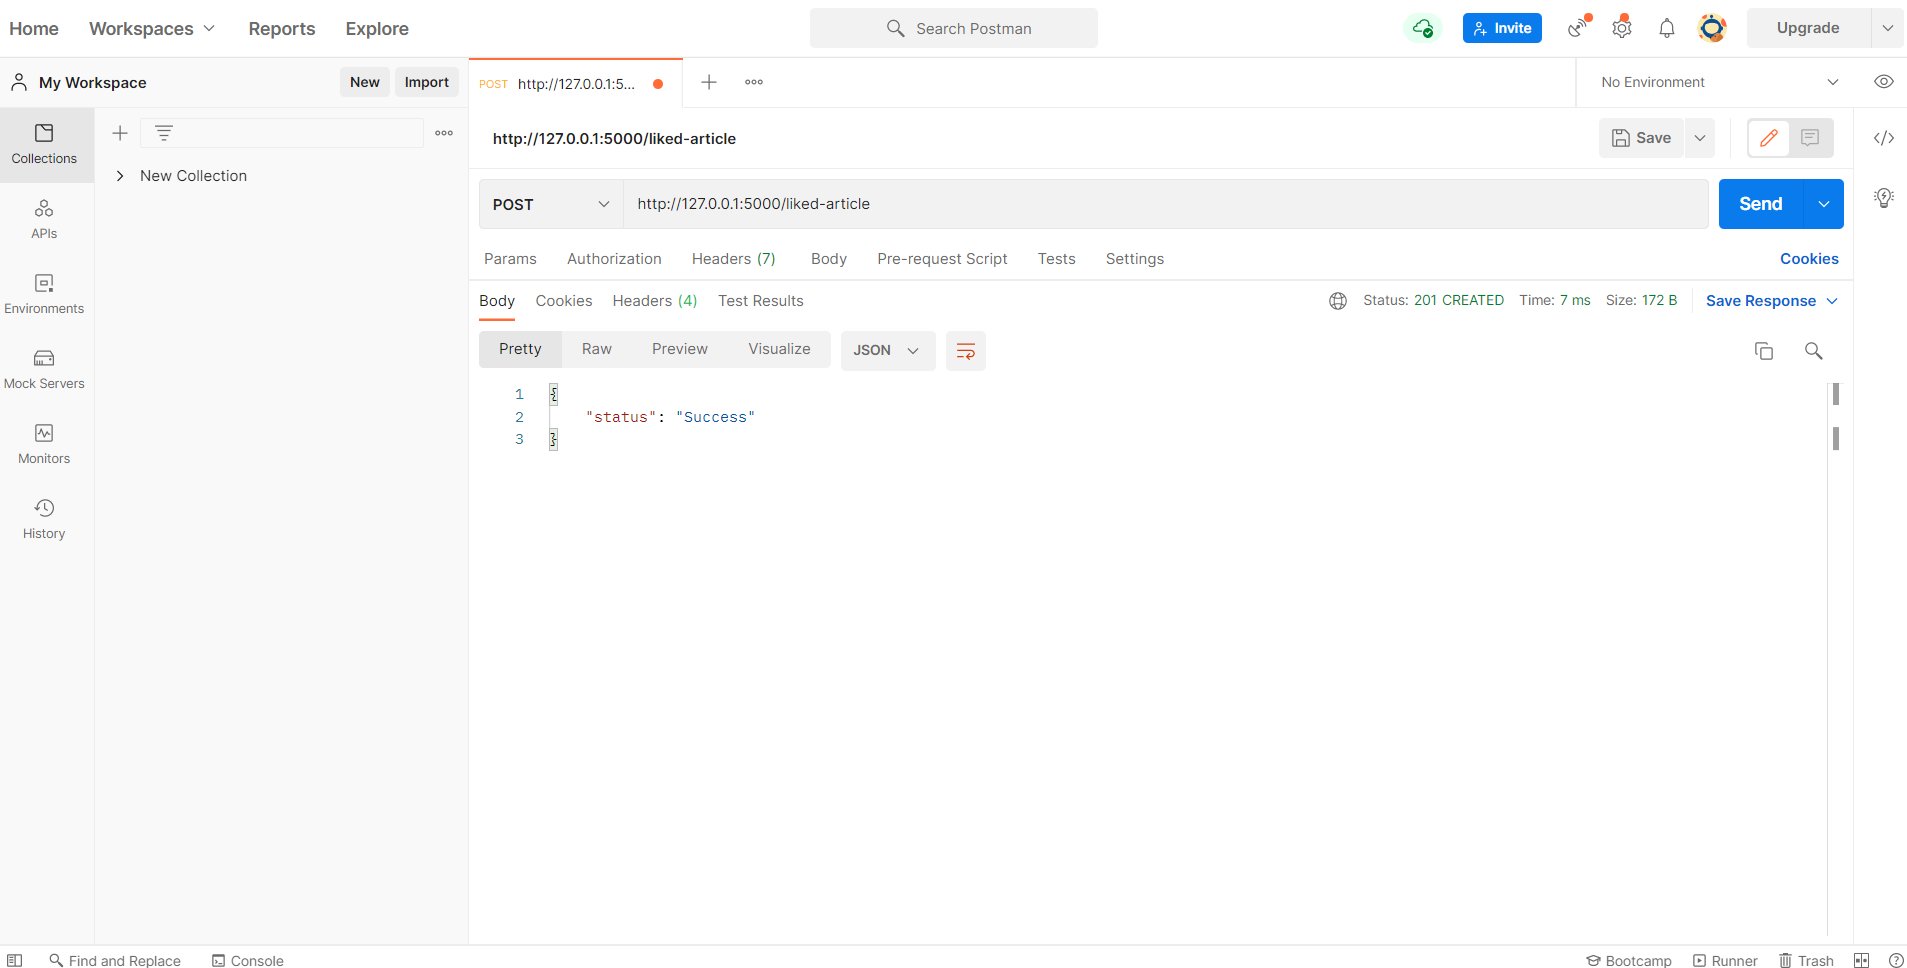 Home Workspaces Reports Explore Search Postman Invite Upgrade
My Workspace New Import POST http://127.0.0.1:5... No Environment
http://127.0.0.1:5000/liked-article Save
Collections
New Collection
POST http://127.0.0.1:5000/liked-article Send
APIs
Params Authorization Headers (7) Body Pre-request Script Tests Settings Cookies
Environments
Body Cookies Headers (4) Test Results Status: 201 CREATED Time: 7 ms Size: 172 B Save Response
Pretty Raw Preview Visualize JSON
Mock Servers
1 {
2 "status": "Success"
3 }
Monitors
History
Find and Replace Console Bootcamp Runner Trash